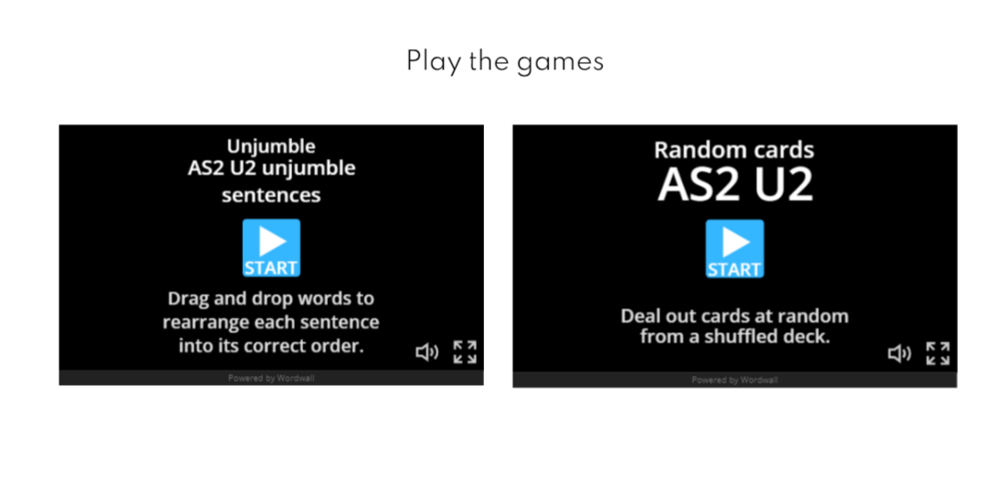 Play the games
Unjumble
AS2 U2 unjumble
sentences
START
Drag and drop words to
rearrange each sentence
into its correct order.
Powered by Wordwall
Random cards
AS2 U2
START
Deal out cards at random
from a shuffled deck.
Powered by Wordwall